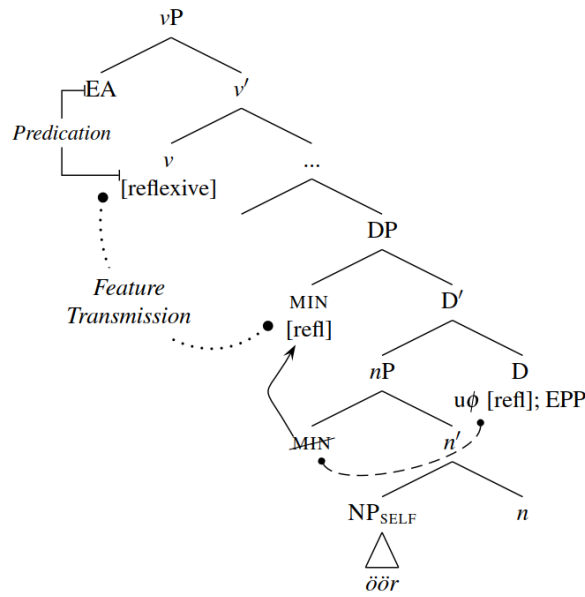 vP
EA
v′
Predication
v
...
[reflexive]
DP
Feature
Transmission
MIN
D′
[refl]
nP
D
uϕ [refl]; EPP
MIN
n′
NPSELF
n
öör